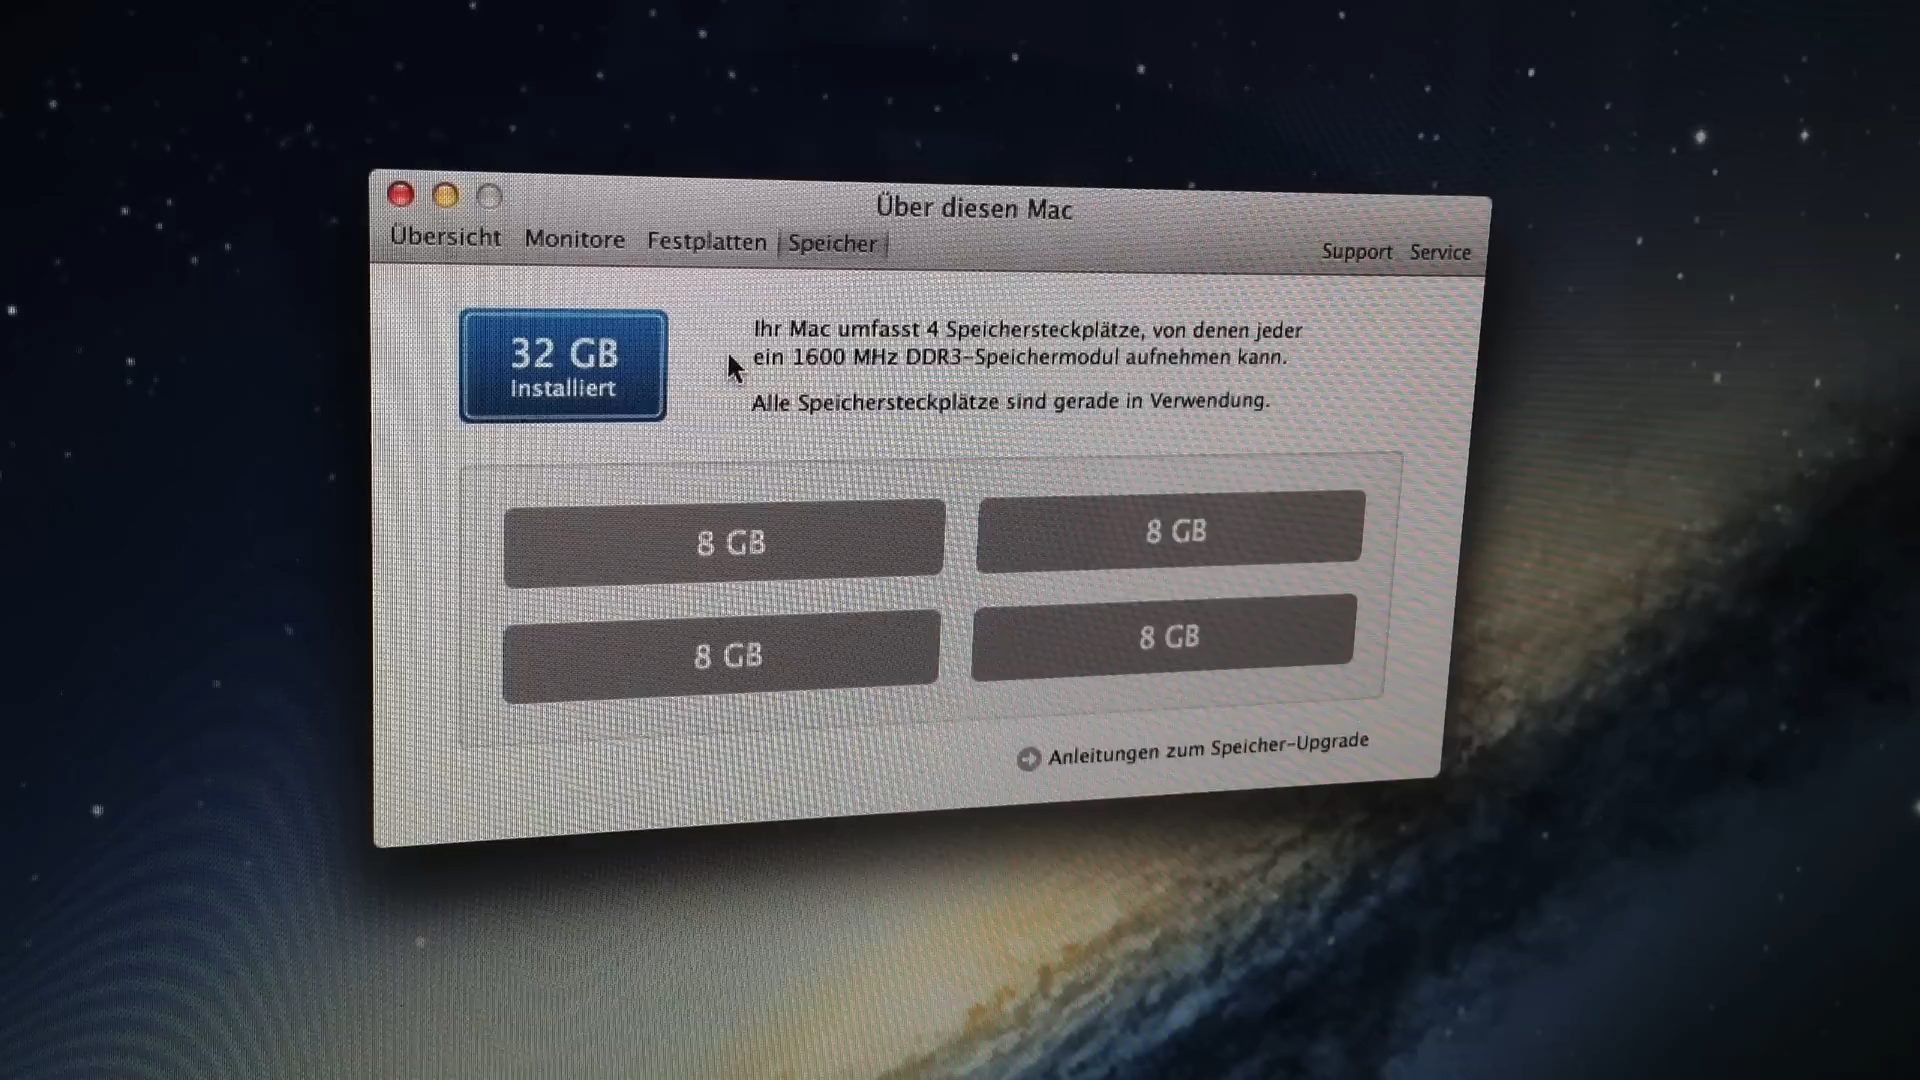 Über diesen Mac
Übersicht Monitore Festplatten Speicher
Support Service
32 GB
Installiert
Ihr Mac umfasst 4 Speichersteckplätze, von denen jeder
ein 1600 MHz DDR3-Speichermodul aufnehmen kann.
Alle Speichersteckplätze sind gerade in Verwendung.
8 GB
8 GB
8 GB
8 GB
Anleitungen zum Speicher-Upgrade